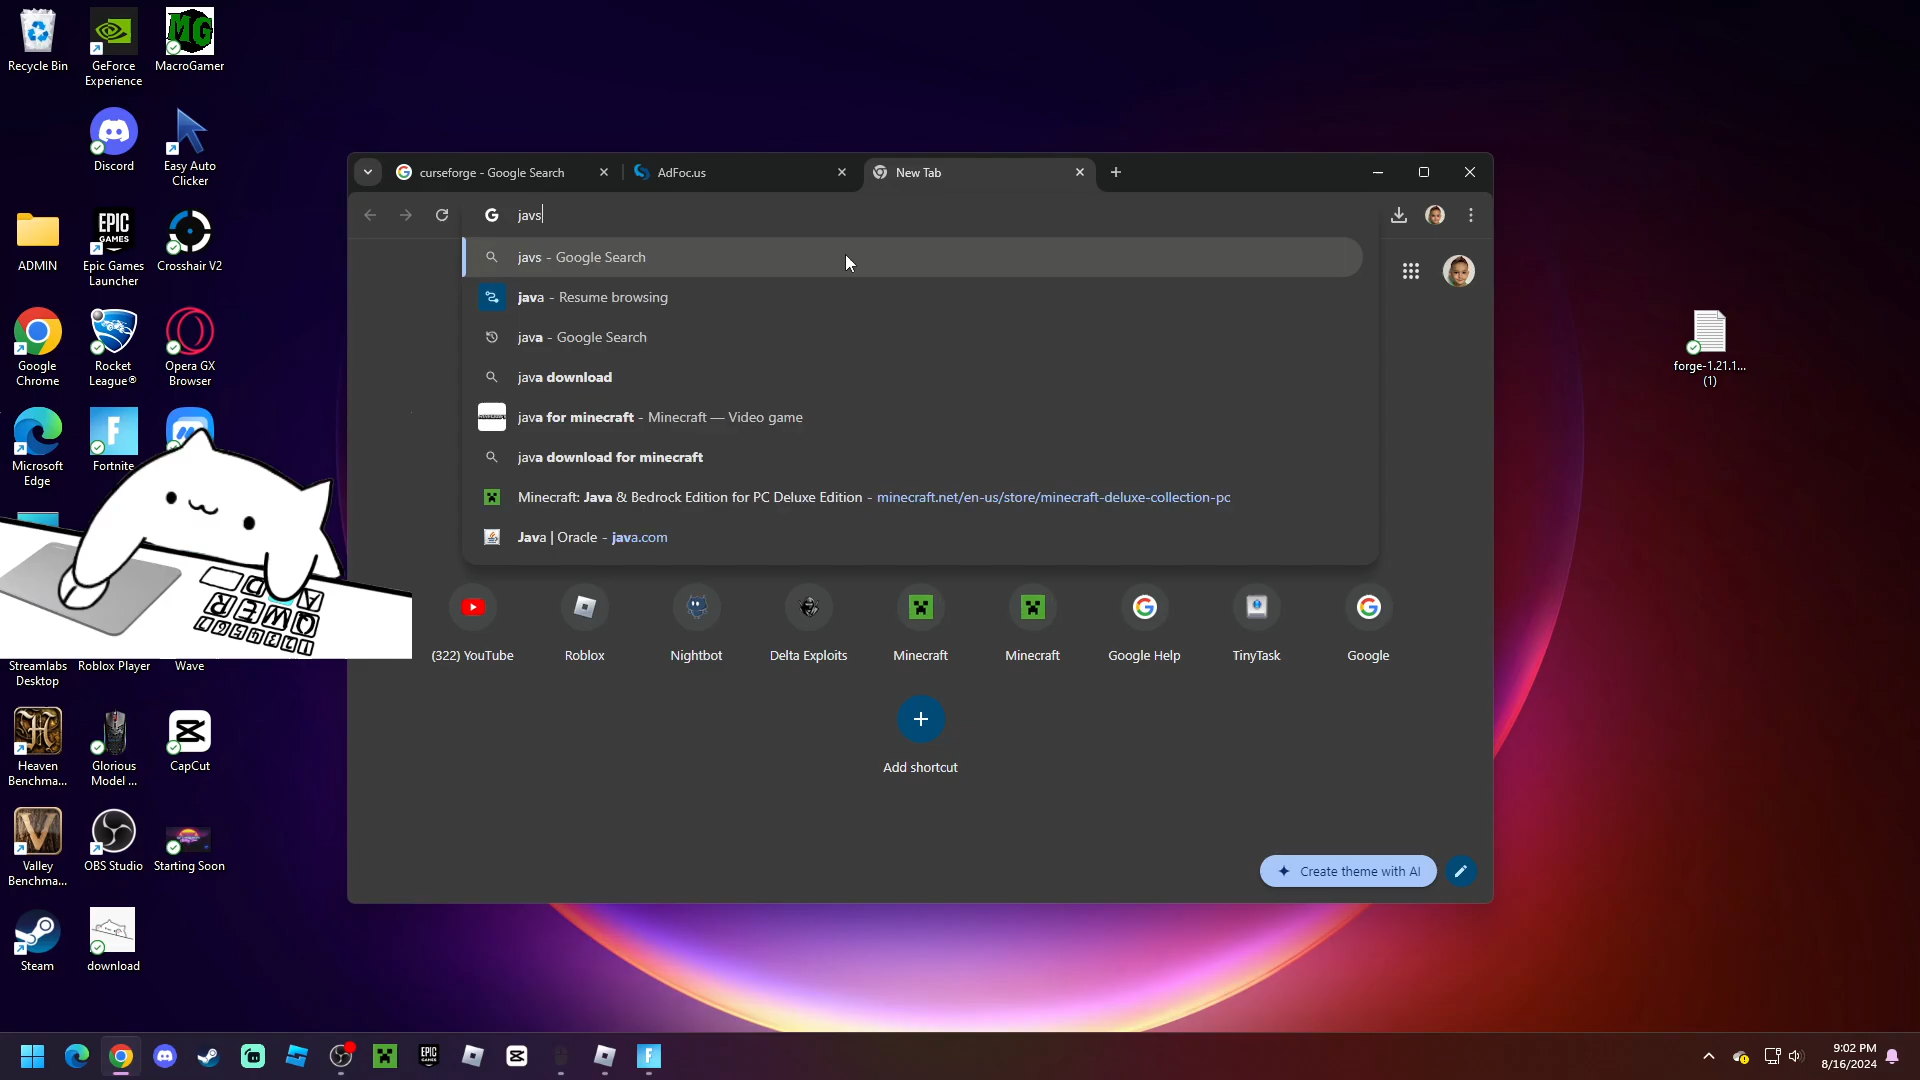 Recycle Bin
GeForce
Experience
MacroGamer
Discord
Easy Auto
Clicker
ADMIN
EPIC
GAMES
Epic Games
Launcher
Crosshair V2
Google
Chrome
Rocket
League®
Opera GX
Browser
Microsoft
Edge
Fortnite
Streamlabs
Desktop
Roblox Player
Wave
Heaven
Benchma...
Glorious
Model ...
CapCut
Valley
Benchma...
OBS Studio
Starting Soon
Steam
download
curseforge - Google Search
AdFoc.us
New Tab
javs
javs - Google Search
java - Resume browsing
java - Google Search
java download
java for minecraft - Minecraft — Video game
java download for minecraft
Minecraft: Java & Bedrock Edition for PC Deluxe Edition - minecraft.net/en-us/store/minecraft-deluxe-collection-pc
Java | Oracle - java.com
(322) YouTube
Roblox
Nightbot
Delta Exploits
Minecraft
Minecraft
Google Help
TinyTask
Google
Add shortcut
Create theme with AI
forge-1.21.1...
(1)
9:02 PM
8/16/2024